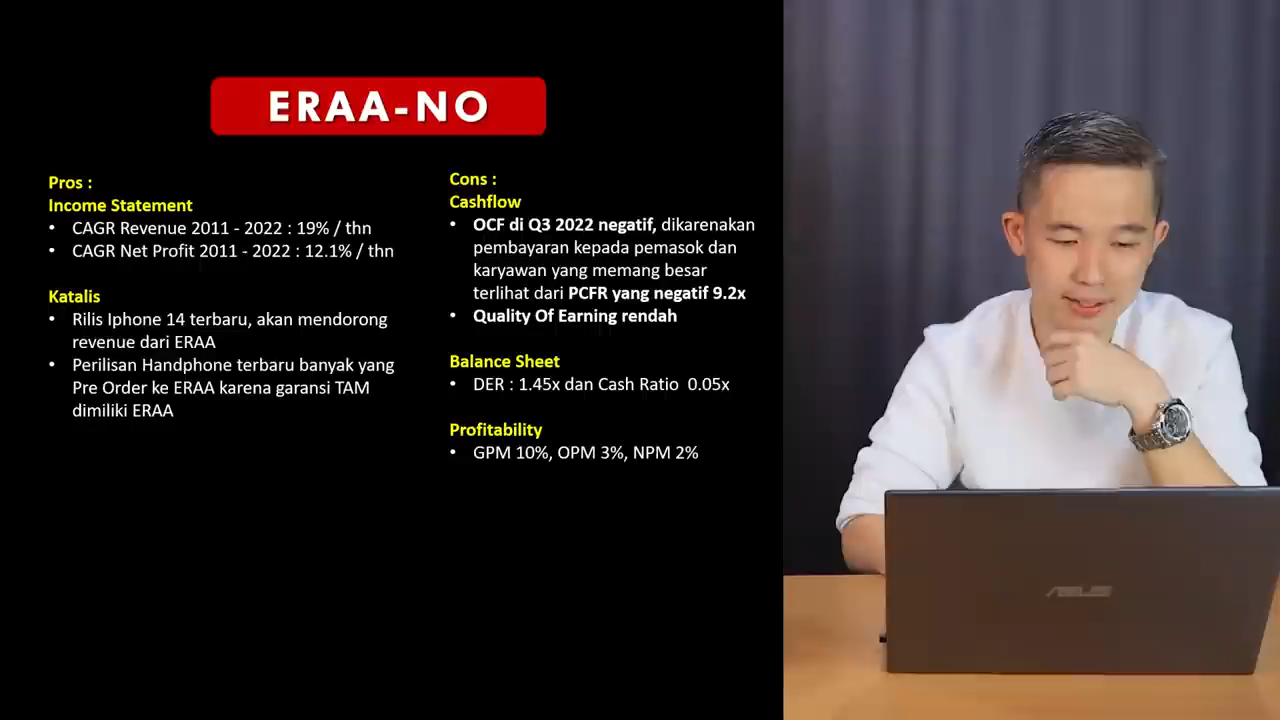 ERAA-NO
Pros :
Income Statement
• CAGR Revenue 2011 - 2022 : 19% / thn
• CAGR Net Profit 2011 - 2022 : 12.1% / thn
Katalis
• Rilis Iphone 14 terbaru, akan mendorong
revenue dari ERAA
• Perilisan Handphone terbaru banyak yang
Pre Order ke ERAA karena garansi TAM
dimiliki ERAA
Cons :
Cashflow
• OCF di Q3 2022 negatif, dikarenakan
pembayaran kepada pemasok dan
karyawan yang memang besar
terlihat dari PCFR yang negatif 9.2x
• Quality Of Earning rendah
Balance Sheet
• DER : 1.45x dan Cash Ratio 0.05x
Profitability
• GPM 10%, OPM 3%, NPM 2%
ASUS